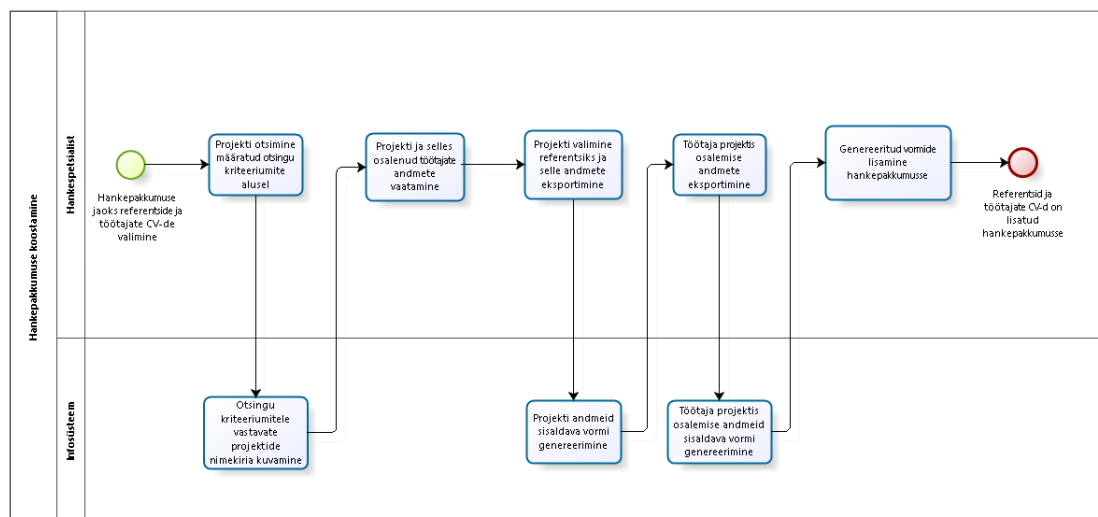 Hankepakkumuse koostamine
Hankespetsialist
Hankepakkumuse
jaoks referentside ja
töötajate CV-de
valimine
Projekti otsimine
määratud otsingu
kriteeriumite
alusel
Projekti ja selles
osalenud töötajate
andmete
vaatamine
Projekti valimine
referentsiks ja
selle andmete
eksportimine
Töötaja projektis
osalemise
andmete
eksportimine
Genereeritud vormide
lisamine
hankepakkumusse
Referentsid ja
töötajate CV-d on
lisatud
hankepakkumusse
Infosüsteem
Otsingu
kriteeriumitele
vastavate
projektide
nimekiria kuvamine
Projekti andmeid
sisaldava vormi
genereerimine
Töötaja projektis
osalemise andmeid
sisaldava vormi
genereerimine